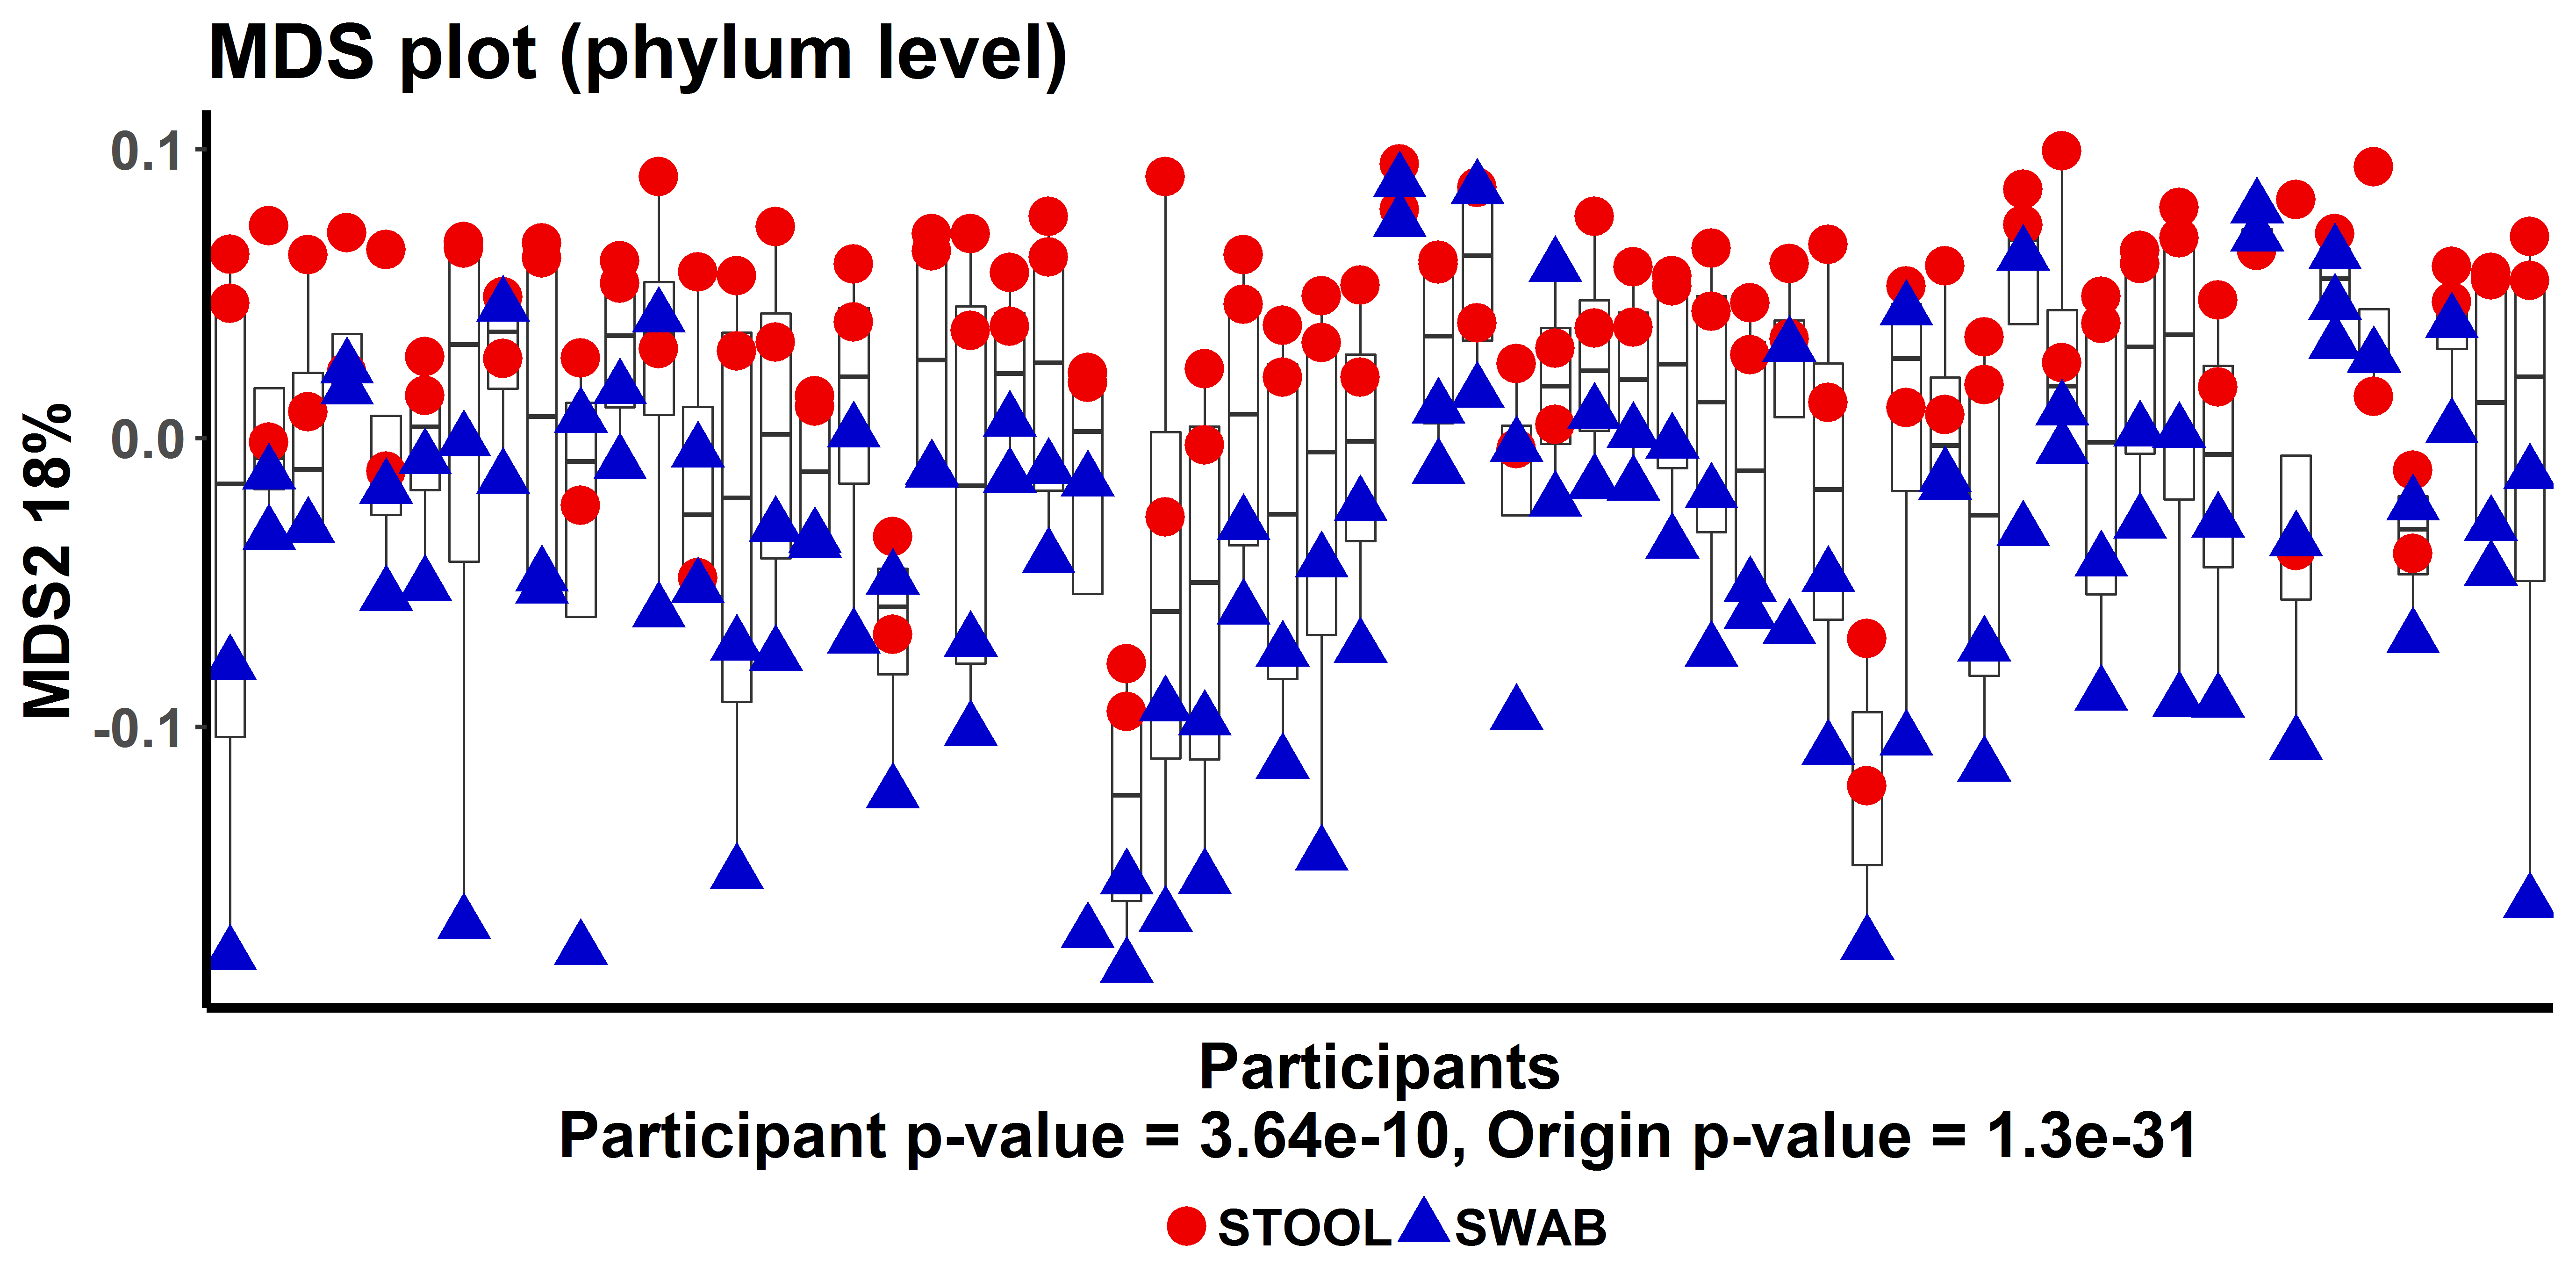 MDS plot (phylum level)
MDS2 18%
0.1
0.0
-0.1
Participants
Participant p-value = 3.64e-10, Origin p-value = 1.3e-31
STOOL SWAB